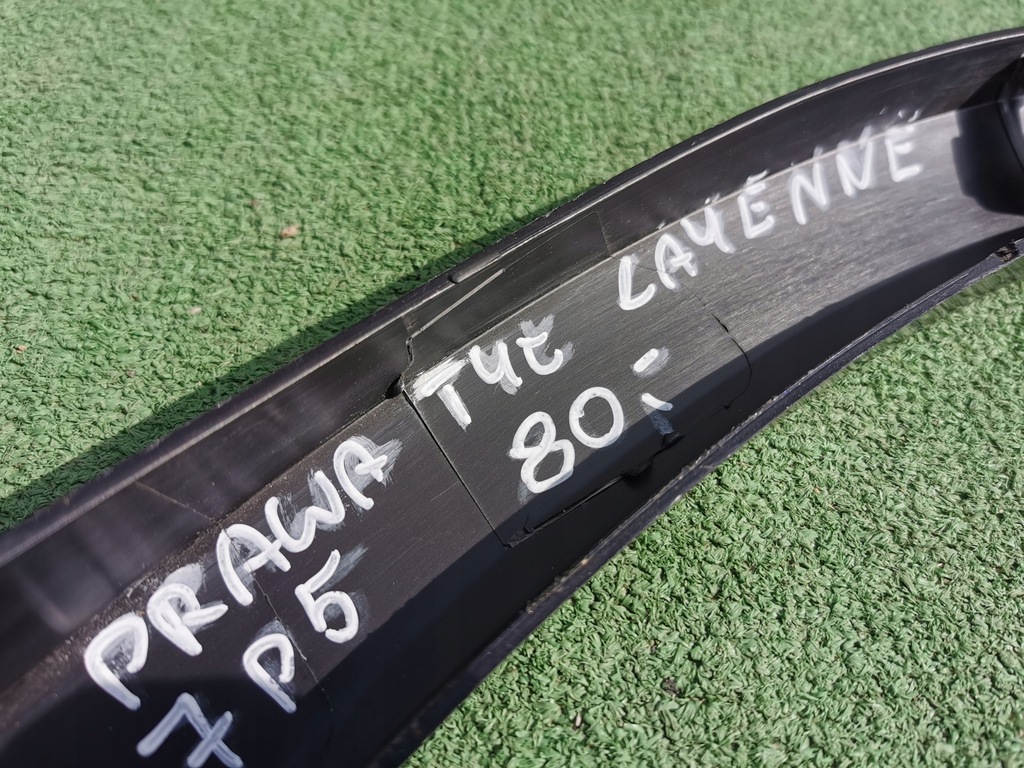 PRAWA TYŁ CAYENNE
7P5 80,-